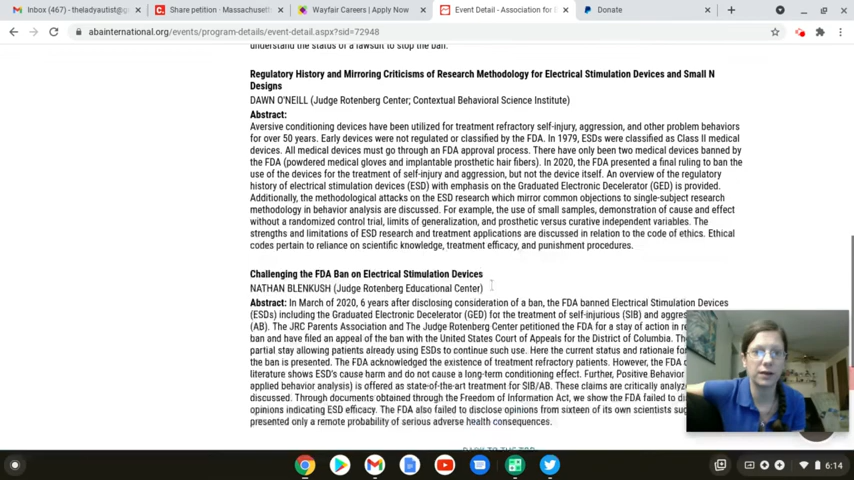 Inbox (467) - theladyautist@g
Share petition · Massachuset
Wayfair Careers | Apply Now
Event Detail - Association for
Donate
abainternational.org/events/program-details/event-detail.aspx?sid=72948
understand the status of a lawsuit to stop the ban.
Regulatory History and Mirroring Criticisms of Research Methodology for Electrical Stimulation Devices and Small N
Designs
DAWN O'NEILL (Judge Rotenberg Center; Contextual Behavioral Science Institute)
Abstract:
Aversive conditioning devices have been utilized for treatment refractory self-injury, aggression, and other problem behaviors
for over 50 years. Early devices were not regulated or classified by the FDA. In 1979, ESDs were classified as Class II medical
devices. All medical devices must go through an FDA approval process. There have only been two medical devices banned by
the FDA (powdered medical gloves and implantable prosthetic hair fibers). In 2020, the FDA presented a final ruling to ban the
use of the devices for the treatment of self-injury and aggression, but not the device itself. An overview of the regulatory
history of electrical stimulation devices (ESD) with emphasis on the Graduated Electronic Decelerator (GED) is provided.
Additionally, the methodological attacks on the ESD research which mirror common objections to single-subject research
methodology in behavior analysis are discussed. For example, the use of small samples, demonstration of cause and effect
without a randomized control trial, limits of generalization, and prosthetic versus curative independent variables. The
strengths and limitations of ESD research and treatment applications are discussed in relation to the code of ethics. Ethical
codes pertain to reliance on scientific knowledge, treatment efficacy, and punishment procedures.
Challenging the FDA Ban on Electrical Stimulation Devices
NATHAN BLENKUSH (Judge Rotenberg Educational Center)
Abstract: In March of 2020, 6 years after disclosing consideration of a ban, the FDA banned Electrical Stimulation Devices
(ESDs) including the Graduated Electronic Decelerator (GED) for the treatment of self-injurious (SIB) and aggres
(AB). The JRC Parents Association and The Judge Rotenberg Center petitioned the FDA for a stay of action in re
ban and have filed an appeal of the ban with the United States Court of Appeals for the District of Columbia. Th
partial stay allowing patients already using ESDs to continue such use. Here the current status and rationale for
the ban is presented. The FDA acknowledged the existence of treatment refractory patients. However, the FDA c
literature shows ESD's cause harm and do not cause a long-term conditioning effect. Further, Positive Behavior
applied behavior analysis) is offered as state-of-the-art treatment for SIB/AB. These claims are critically analyz
discussed. Through documents obtained through the Freedom of Information Act, we show the FDA failed to di
opinions indicating ESD efficacy. The FDA also failed to disclose opinions from sixteen of its own scientists sug
presented only a remote probability of serious adverse health consequences.
BACK TO THE TOP
6:14